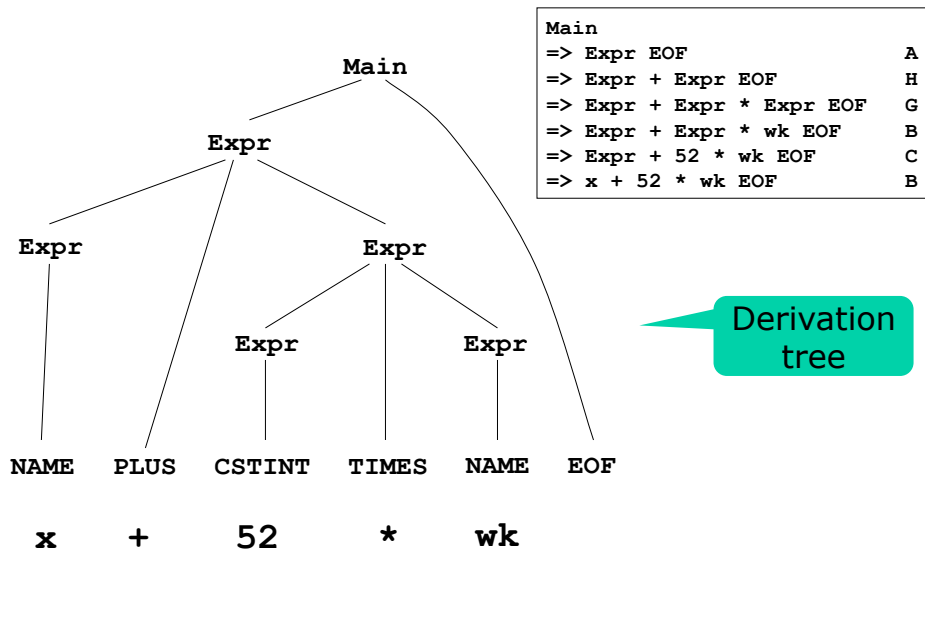 Main
=> Expr EOF A
=> Expr + Expr EOF H
=> Expr + Expr * Expr EOF G
=> Expr + Expr * wk EOF B
=> Expr + 52 * wk EOF C
=> x + 52 * wk EOF B
Main
Expr
Expr Expr
Derivation
tree
Expr Expr
NAME PLUS CSTINT TIMES NAME EOF
x + 52 * wk